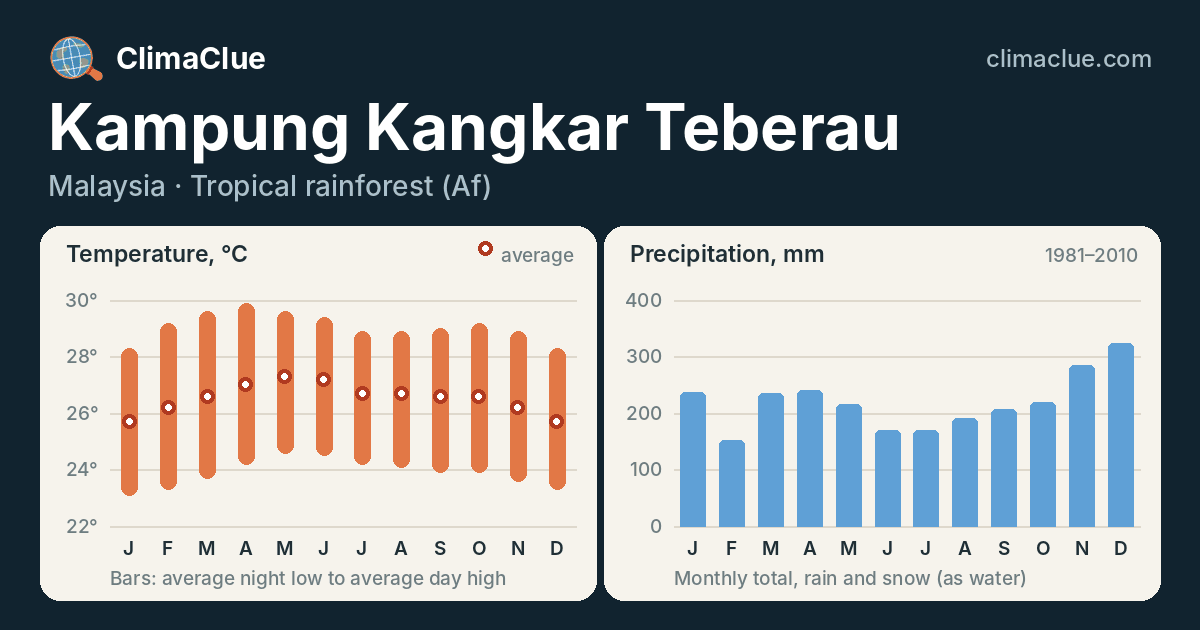 ClimaClue
climaclue.com
Kampung Kangkar Teberau
Malaysia · Tropical rainforest (Af)
Temperature, °C
average
30°
28°
26°
24°
22°
J F M A M J J A S O N D
Bars: average night low to average day high
Precipitation, mm
1981–2010
400
300
200
100
0
J F M A M J J A S O N D
Monthly total, rain and snow (as water)